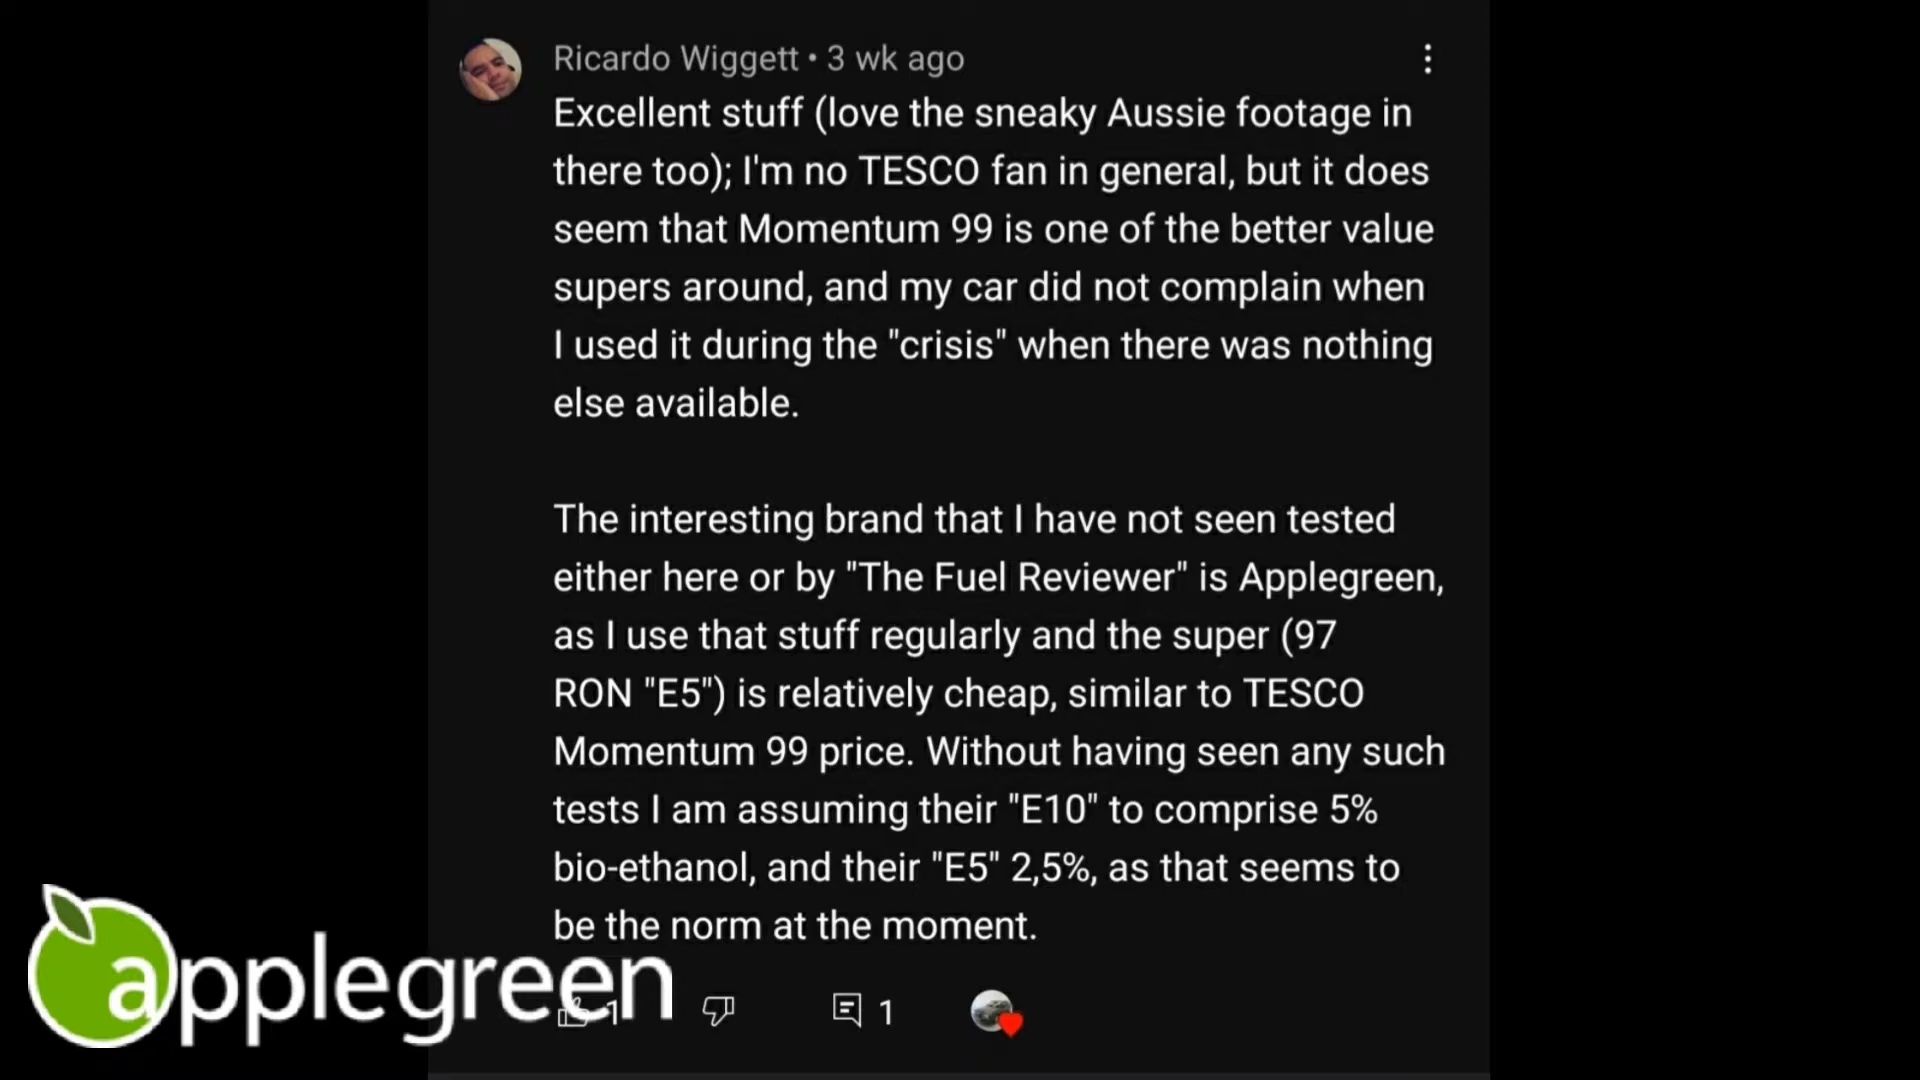 Ricardo Wiggett • 3 wk ago
Excellent stuff (love the sneaky Aussie footage in
there too); I'm no TESCO fan in general, but it does
seem that Momentum 99 is one of the better value
supers around, and my car did not complain when
I used it during the "crisis" when there was nothing
else available.
The interesting brand that I have not seen tested
either here or by "The Fuel Reviewer" is Applegreen,
as I use that stuff regularly and the super (97
RON "E5") is relatively cheap, similar to TESCO
Momentum 99 price. Without having seen any such
tests I am assuming their "E10" to comprise 5%
bio-ethanol, and their "E5" 2,5%, as that seems to
be the norm at the moment.
applegreen
1
1